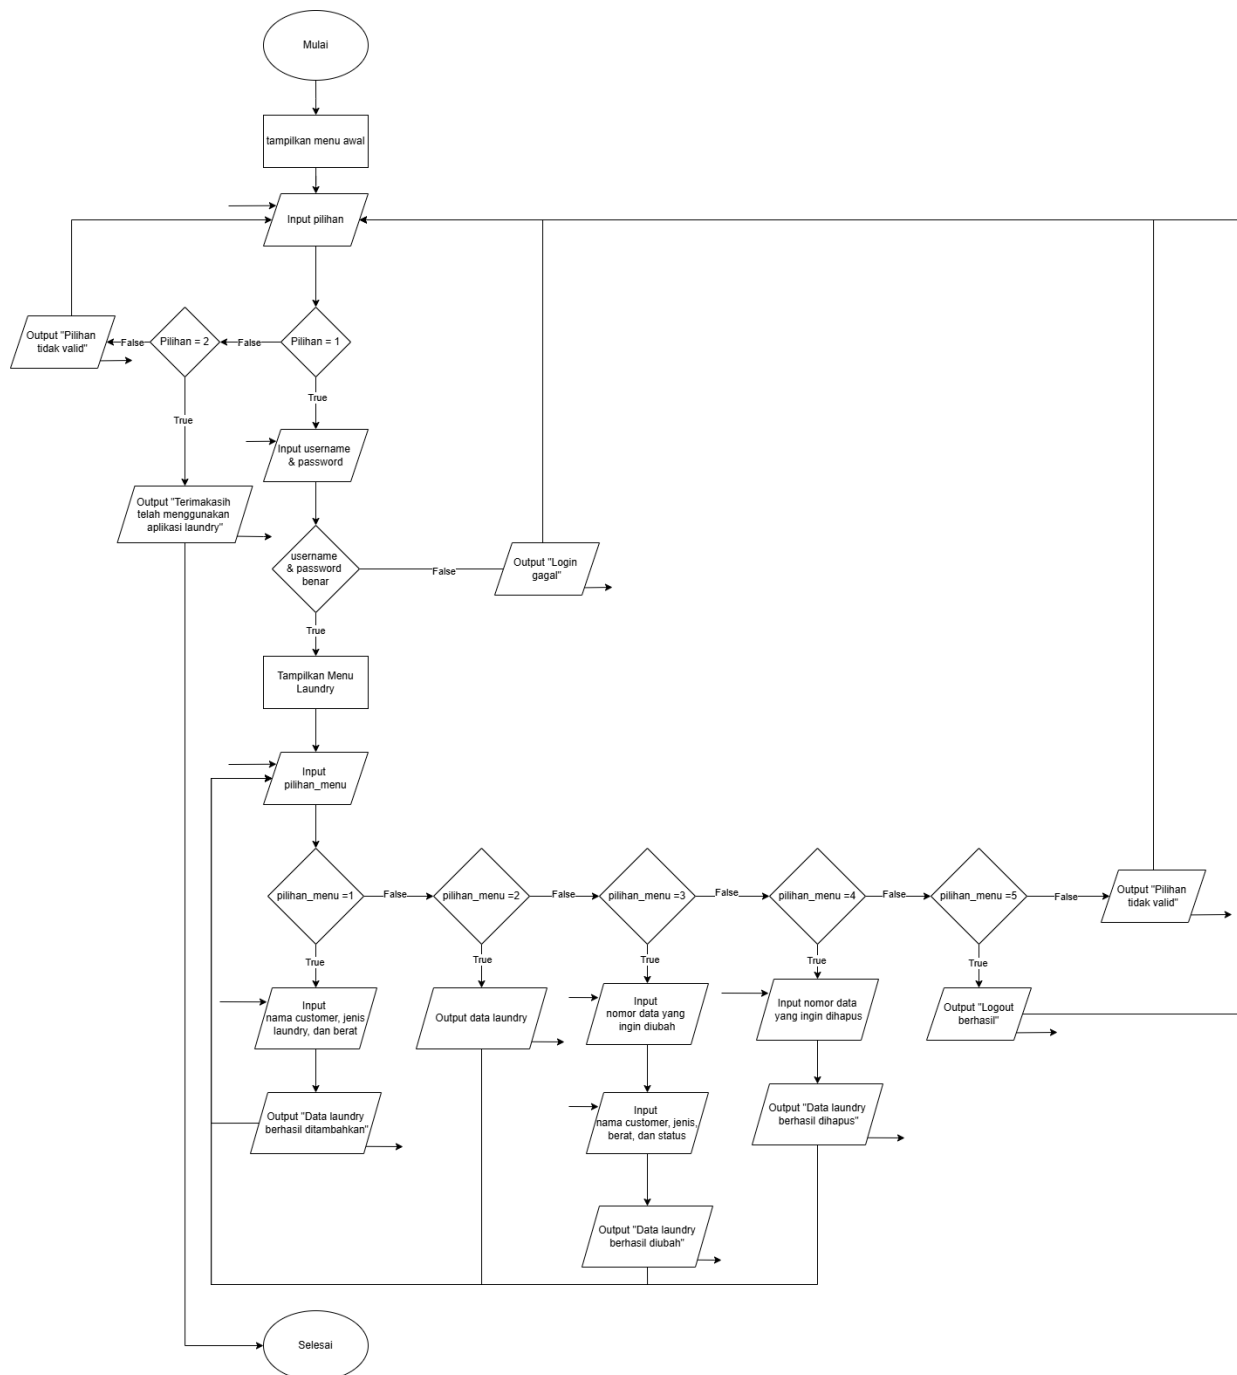 Mulai
tampilkan menu awal
Input pilihan
Output "Pilihan
tidak valid"
False
Pilihan = 2
False
Pilihan = 1
True
True
Input username
& password
Output "Terimakasih
telah menggunakan
aplikasi laundry"
username
& password
benar
False
Output "Login
gagal"
True
Tampilkan Menu
Laundry
Input
pilihan_menu
pilihan_menu =1
False
pilihan_menu =2
False
pilihan_menu =3
False
pilihan_menu =4
False
pilihan_menu =5
False
Output "Pilihan
tidak valid"
True
True
True
True
True
Input
nama customer, jenis
laundry, dan berat
Output data laundry
Input
nomor data yang
ingin diubah
Input nomor data
yang ingin dihapus
Output "Logout
berhasil"
Output "Data laundry
berhasil ditambahkan"
Input
nama customer, jenis,
berat, dan status
Output "Data laundry
berhasil dihapus"
Output "Data laundry
berhasil diubah"
Selesai